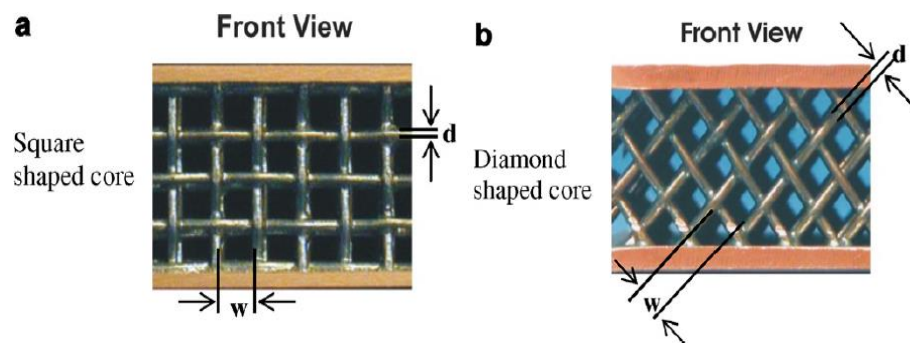 a
Front View
Square
shaped core
d
w
b
Front View
Diamond
shaped core
d
w